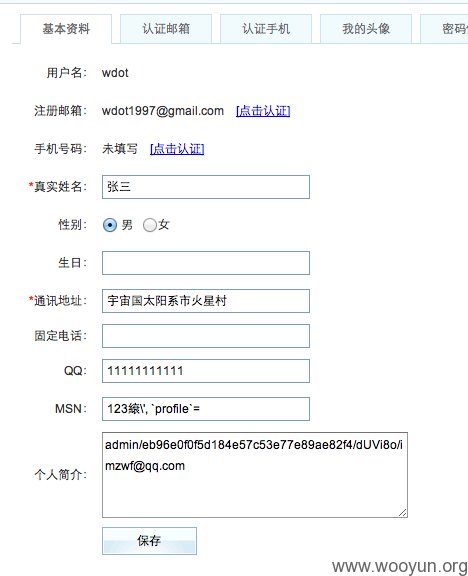 基本资料 认证邮箱 认证手机 我的头像
用户名: wdot
注册邮箱: wdot1997@gmail.com [点击认证]
手机号码: 未填写 [点击认证]
*真实姓名: 张三
性别: 男 女
生日:
*通讯地址: 宇宙国太阳系市火星村
固定电话:
QQ: 11111111111
MSN: 123縗\', `profile`=
个人简介: admin/eb96e0f0f5d184e57c53e77e89ae82f4/dUVi8o/i
mzwf@qq.com
保存
www.wooyun.org